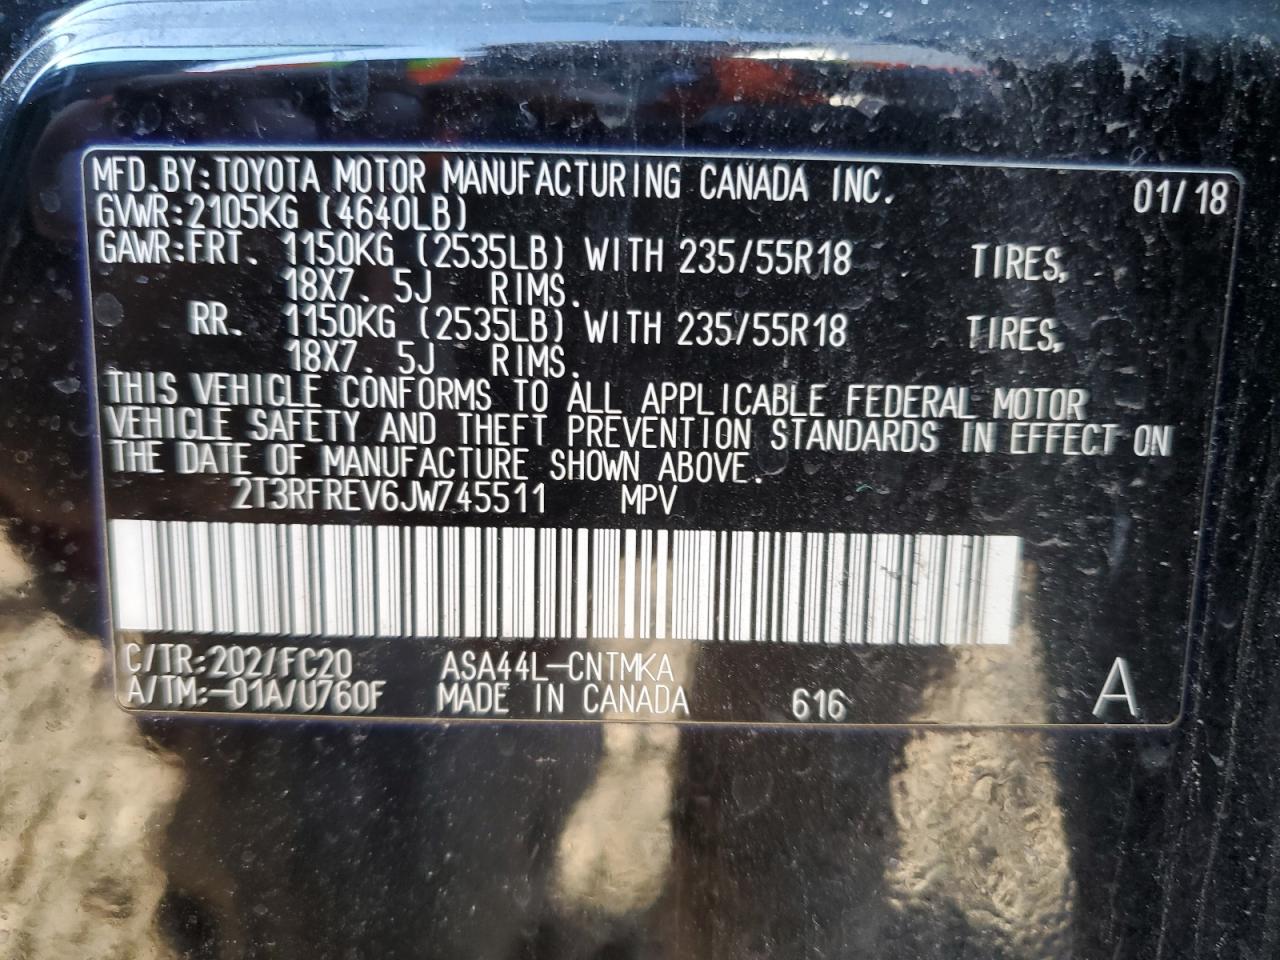 MFD.BY:TOYOTA MOTOR MANUFACTURING CANADA INC. 01/18
GVWR:2105KG (4640LB)
GAWR:FRT. 1150KG (2535LB) WITH 235/55R18 TIRES,
18X7. 5J RIMS.
RR. 1150KG (2535LB) WITH 235/55R18 TIRES,
18X7. 5J RIMS.
THIS VEHICLE CONFORMS TO ALL APPLICABLE FEDERAL MOTOR
VEHICLE SAFETY AND THEFT PREVENTION STANDARDS IN EFFECT ON
THE DATE OF MANUFACTURE SHOWN ABOVE.
2T3RFREV6JW745511 MPV
C/TR:202/FC20 ASA44L-CNTMKA
A/TM:-01A/U760F MADE IN CANADA 616 A